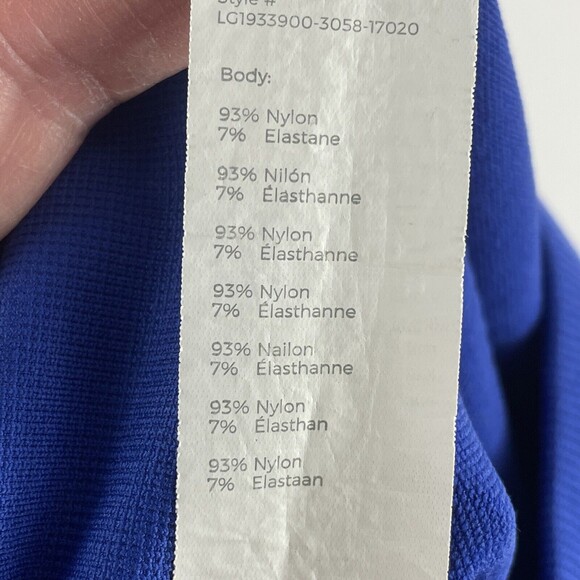 Style #
LG1933900-3058-17020
Body:
93% Nylon
7% Elastane
93% Nilón
7% Élasthanne
93% Nylon
7% Élasthanne
93% Nylon
7% Élasthanne
93% Nailon
7% Élasthanne
93% Nylon
7% Élasthan
93% Nylon
7% Elastaan